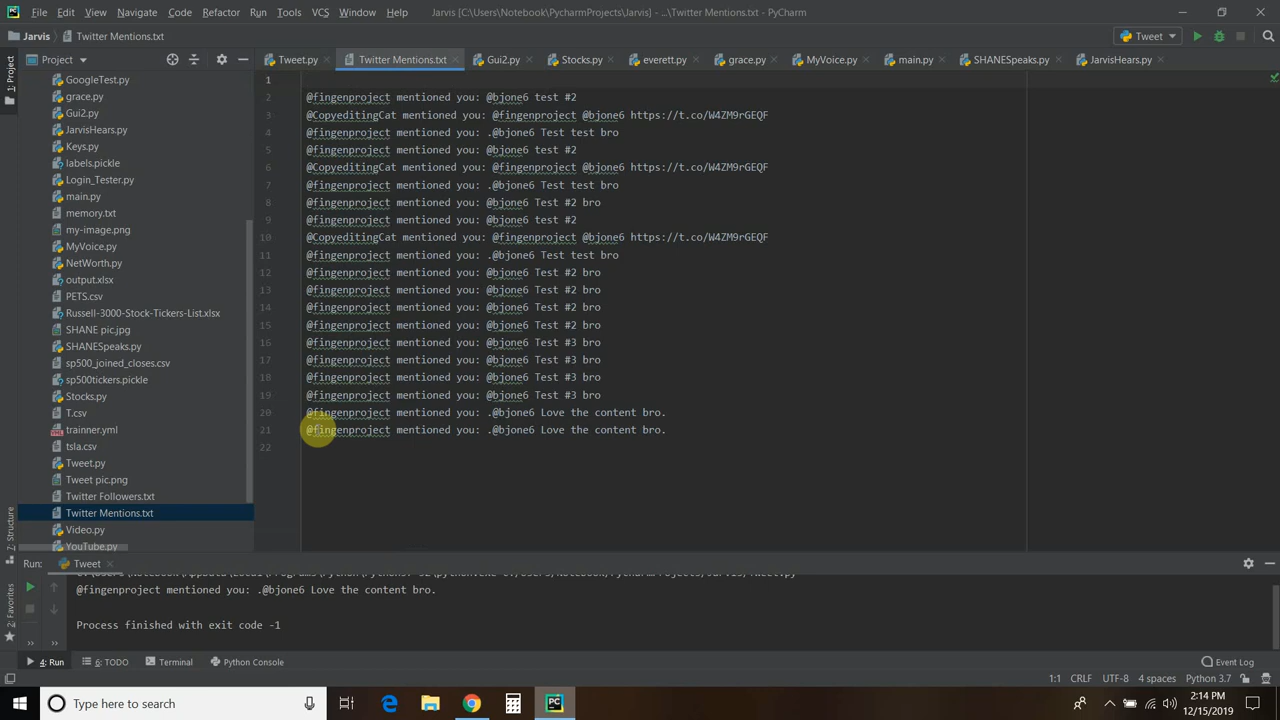 File Edit View Navigate Code Refactor Run Tools VCS Window Help Jarvis [C:\Users\Notebook\PycharmProjects\Jarvis] - ...\Twitter Mentions.txt - PyCharm
Jarvis Twitter Mentions.txt Tweet
Project Tweet.py Twitter Mentions.txt Gui2.py Stocks.py everett.py grace.py MyVoice.py main.py SHANESpeaks.py JarvisHears.py
1: Project
7: Structure
2: Favorites
GoogleTest.py
grace.py
Gui2.py
JarvisHears.py
Keys.py
labels.pickle
Login_Tester.py
main.py
memory.txt
my-image.png
MyVoice.py
NetWorth.py
output.xlsx
PETS.csv
Russell-3000-Stock-Tickers-List.xlsx
SHANE pic.jpg
SHANESpeaks.py
sp500_joined_closes.csv
sp500tickers.pickle
Stocks.py
T.csv
trainner.yml
tsla.csv
Tweet.py
Tweet pic.png
Twitter Followers.txt
Twitter Mentions.txt
Video.py
YouTube.py
1
2 @fingenproject mentioned you: @bjone6 test #2
3 @CopyeditingCat mentioned you: @fingenproject @bjone6 https://t.co/W4ZM9rGEQF
4 @fingenproject mentioned you: .@bjone6 Test test bro
5 @fingenproject mentioned you: @bjone6 test #2
6 @CopyeditingCat mentioned you: @fingenproject @bjone6 https://t.co/W4ZM9rGEQF
7 @fingenproject mentioned you: .@bjone6 Test test bro
8 @fingenproject mentioned you: @bjone6 Test #2 bro
9 @fingenproject mentioned you: @bjone6 test #2
10 @CopyeditingCat mentioned you: @fingenproject @bjone6 https://t.co/W4ZM9rGEQF
11 @fingenproject mentioned you: .@bjone6 Test test bro
12 @fingenproject mentioned you: @bjone6 Test #2 bro
13 @fingenproject mentioned you: @bjone6 Test #2 bro
14 @fingenproject mentioned you: @bjone6 Test #2 bro
15 @fingenproject mentioned you: @bjone6 Test #2 bro
16 @fingenproject mentioned you: @bjone6 Test #3 bro
17 @fingenproject mentioned you: @bjone6 Test #3 bro
18 @fingenproject mentioned you: @bjone6 Test #3 bro
19 @fingenproject mentioned you: @bjone6 Test #3 bro
20 @fingenproject mentioned you: .@bjone6 Love the content bro.
21 @fingenproject mentioned you: .@bjone6 Love the content bro.
22
Run: Tweet
@fingenproject mentioned you: .@bjone6 Love the content bro.
Process finished with exit code -1
4: Run 6: TODO Terminal Python Console Event Log
1:1 CRLF UTF-8 4 spaces Python 3.7
Type here to search
2:14 PM
12/15/2019